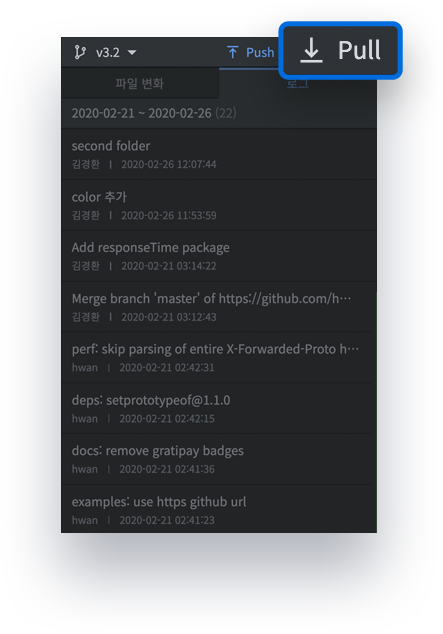 v3.2 Push Pull
파일 변화 로그
2020-02-21 ~ 2020-02-26 (22)
second folder
김경환 | 2020-02-26 12:07:44
color 추가
김경환 | 2020-02-26 11:53:59
Add responseTime package
김경환 | 2020-02-21 03:14:22
Merge branch 'master' of https://github.com/h…
김경환 | 2020-02-21 03:12:43
perf: skip parsing of entire X-Forwarded-Proto h…
hwan | 2020-02-21 02:42:31
deps: setprototypeof@1.1.0
hwan | 2020-02-21 02:42:15
docs: remove gratipay badges
hwan | 2020-02-21 02:41:36
examples: use https github url
hwan | 2020-02-21 02:41:23